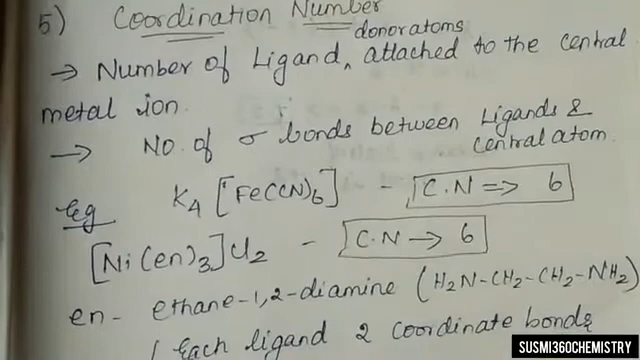 5) Coordination Number
donor atoms
→ Number of Ligand ‸ attached to the central
metal ion.
→ No. of σ bonds between Ligands &
central atom
Eg K4 [Fe(CN)6] - C.N => 6
[Ni(en)3]Cl2 - C.N → 6
en - ethane-1,2-diamine (H2N-CH2-CH2-NH2)
Each ligand 2 coordinate bonds
SUSMI360CHEMISTRY